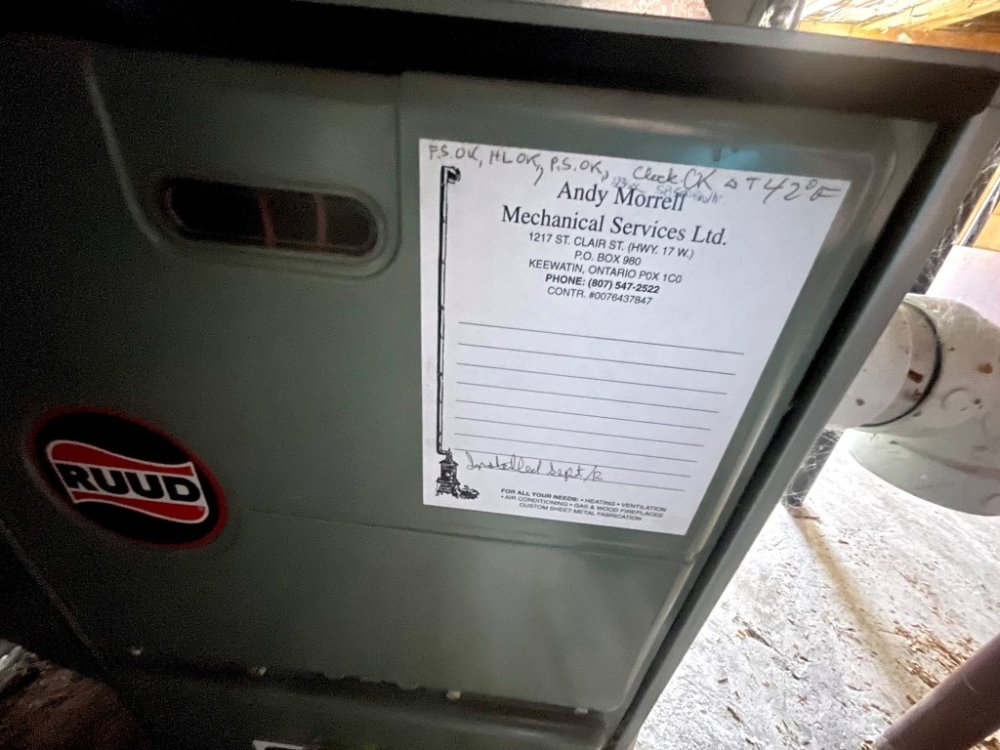 F.S. OK, H.L OK, P.S. OK, Clock CK ΔT 42°F
Andy Morrell
Mechanical Services Ltd.
1217 ST. CLAIR ST. (HWY. 17 W.)
P.O. BOX 980
KEEWATIN, ONTARIO P0X 1C0
PHONE: (807) 547-2522
CONTR. #0076437847
Installed Sept/
FOR ALL YOUR NEEDS: • HEATING • VENTILATION
• AIR CONDITIONING • GAS & WOOD FIREPLACES
CUSTOM SHEET METAL FABRICATION
RUUD